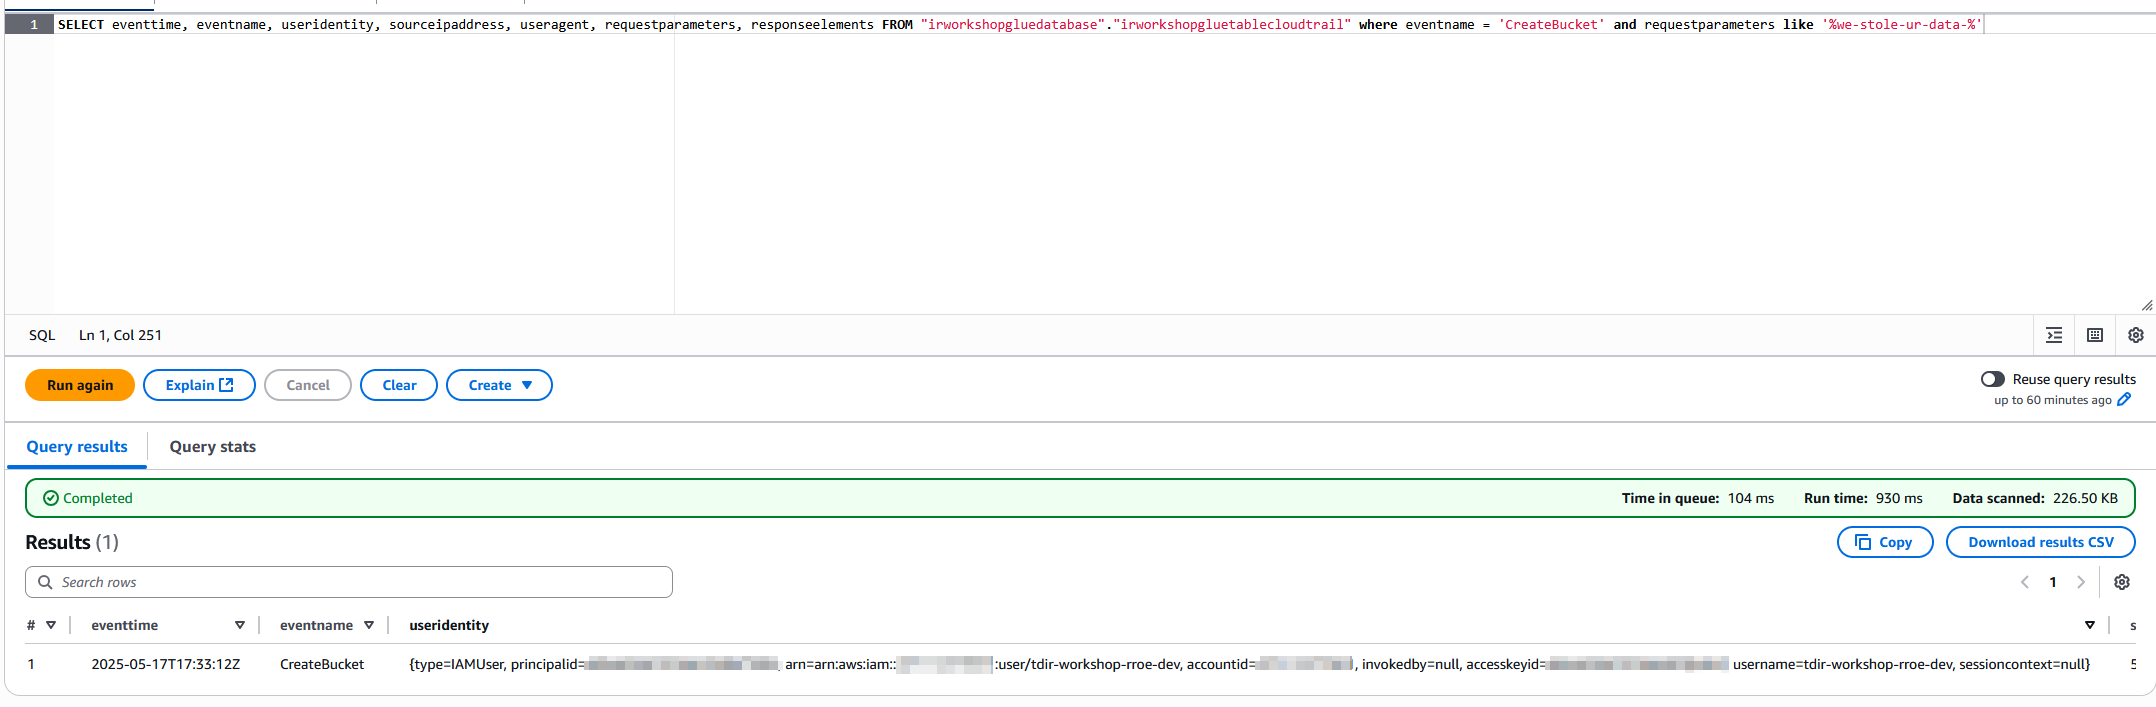 1 SELECT eventtime, eventname, useridentity, sourceipaddress, useragent, requestparameters, responseelements FROM "irworkshopgluedatabase"."irworkshopgluetablecloudtrail" where eventname = 'CreateBucket' and requestparameters like '%we-stole-ur-data-%'
SQL Ln 1, Col 251
Run again Explain Cancel Clear Create Reuse query results
up to 60 minutes ago
Query results Query stats
Completed Time in queue: 104 ms Run time: 930 ms Data scanned: 226.50 KB
Results (1) Copy Download results CSV
Search rows 1
# eventtime eventname useridentity s
1 2025-05-17T17:33:12Z CreateBucket {type=IAMUser, principalid= arn=arn:aws:iam:: :user/tdir-workshop-rroe-dev, accountid= , invokedby=null, accesskeyid= username=tdir-workshop-rroe-dev, sessioncontext=null} 5